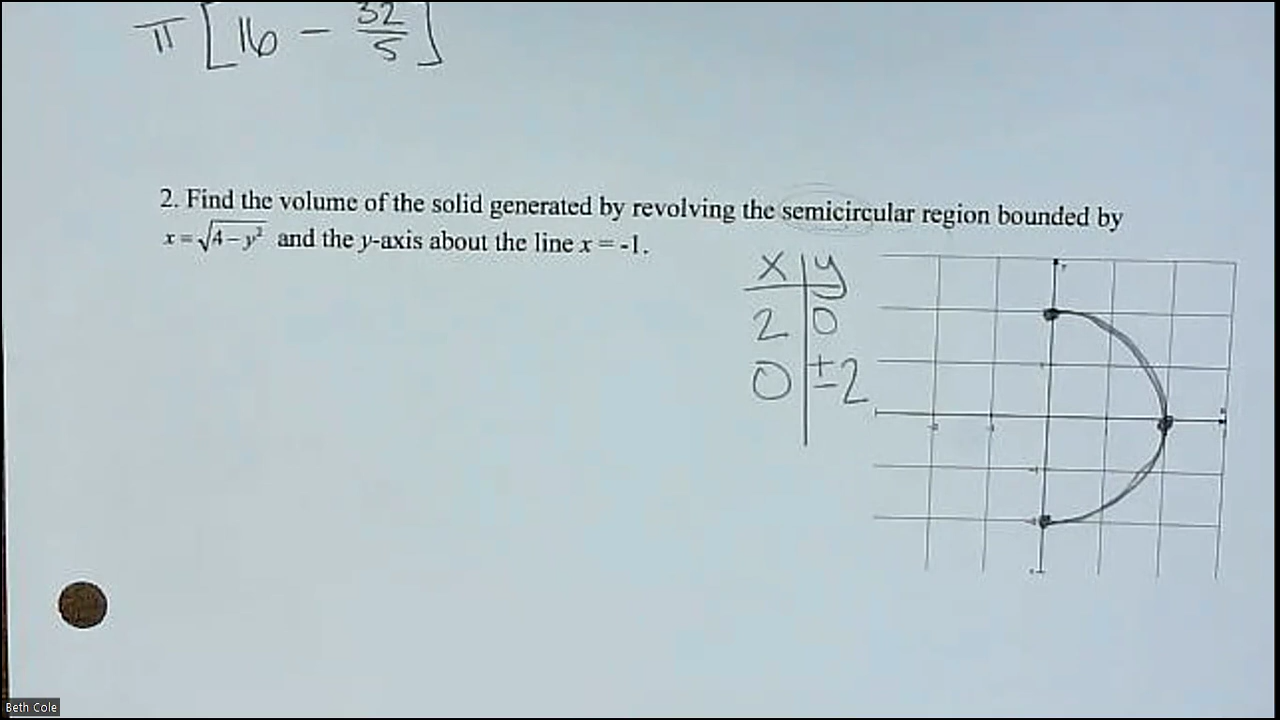 π[16 - 32/5]
2. Find the volume of the solid generated by revolving the semicircular region bounded by
x = √4 - y² and the y-axis about the line x = -1.
x | y
2 | 0
0 | ±2
Beth Cole